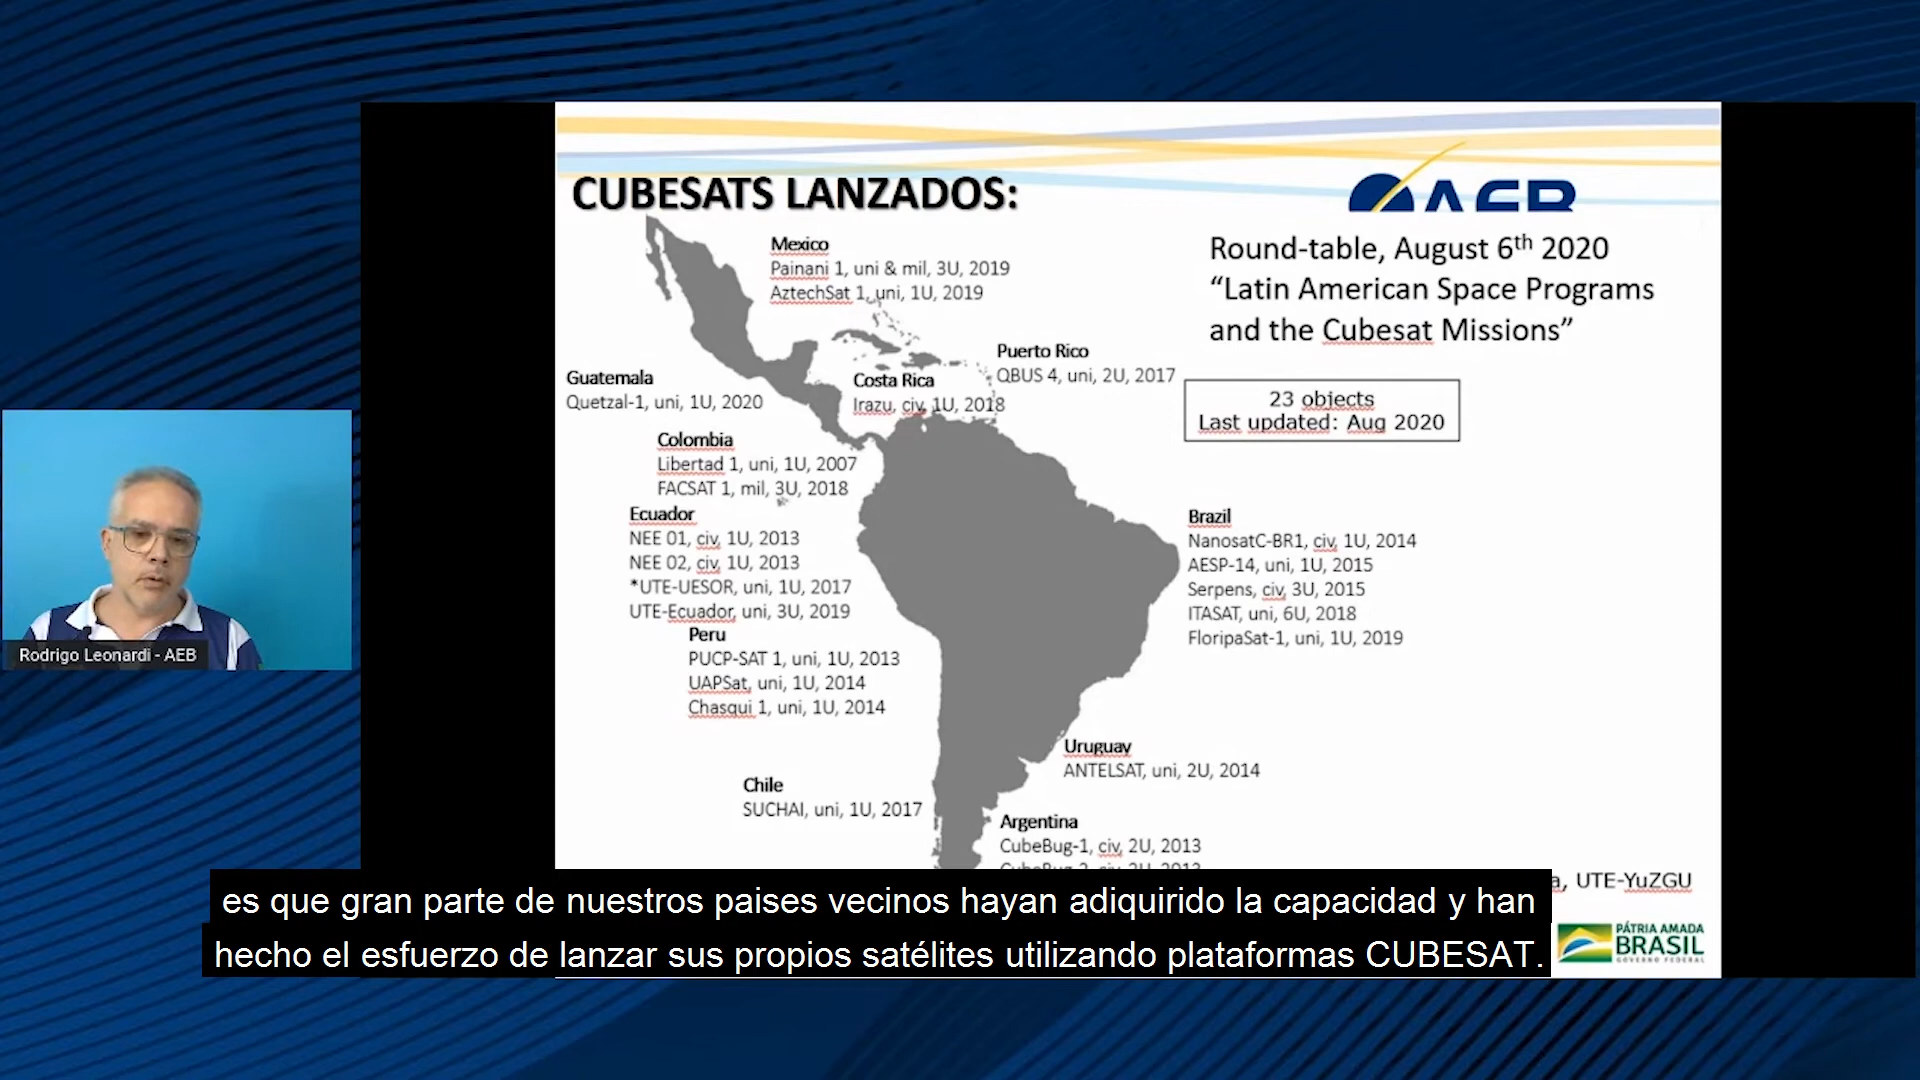 CUBESATS LANZADOS:
AEB
Round-table, August 6th 2020
“Latin American Space Programs
and the Cubesat Missions”
23 objects
Last updated: Aug 2020
Mexico
Painani 1, uni & mil, 3U, 2019
AztechSat 1, uni, 1U, 2019
Puerto Rico
QBUS 4, uni, 2U, 2017
Guatemala
Quetzal-1, uni, 1U, 2020
Costa Rica
Irazu, civ, 1U, 2018
Colombia
Libertad 1, uni, 1U, 2007
FACSAT 1, mil, 3U, 2018
Ecuador
NEE 01, civ, 1U, 2013
NEE 02, civ, 1U, 2013
*UTE-UESOR, uni, 1U, 2017
UTE-Ecuador, uni, 3U, 2019
Brazil
NanosatC-BR1, civ, 1U, 2014
AESP-14, uni, 1U, 2015
Serpens, civ, 3U, 2015
ITASAT, uni, 6U, 2018
FloripaSat-1, uni, 1U, 2019
Peru
PUCP-SAT 1, uni, 1U, 2013
UAPSat, uni, 1U, 2014
Chasqui 1, uni, 1U, 2014
Uruguay
ANTELSAT, uni, 2U, 2014
Chile
SUCHAI, uni, 1U, 2017
Argentina
CubeBug-1, civ, 2U, 2013
UTE-YuZGU
Rodrigo Leonardi - AEB
es que gran parte de nuestros paises vecinos hayan adiquirido la capacidad y han
hecho el esfuerzo de lanzar sus propios satélites utilizando plataformas CUBESAT.
PÁTRIA AMADA
BRASIL
GOVERNO FEDERAL